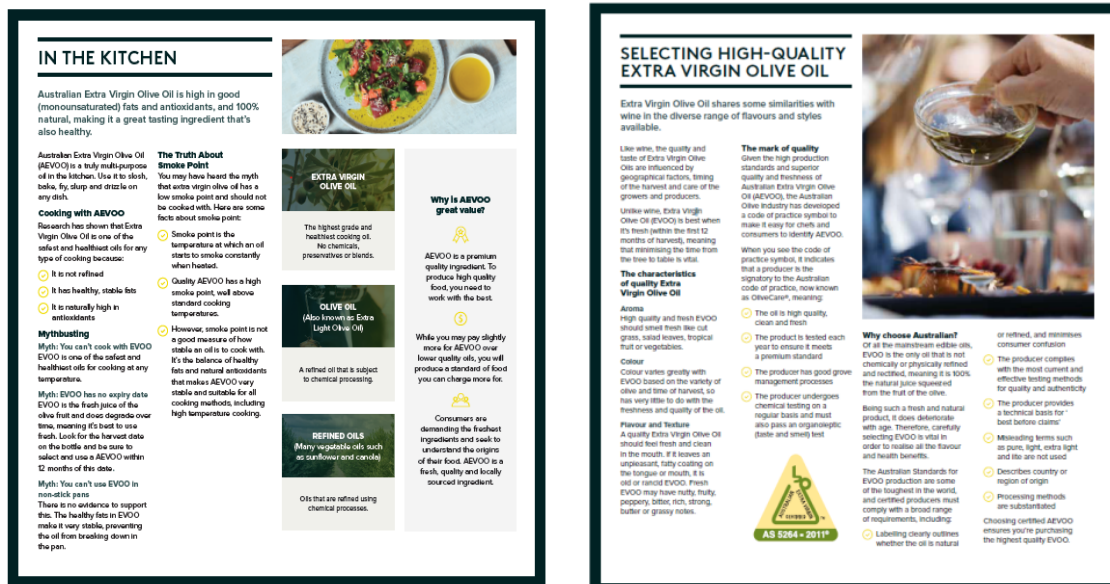 IN THE KITCHEN
Australian Extra Virgin Olive Oil is high in good
(monounsaturated) fats and antioxidants, and 100%
natural, making it a great tasting ingredient that's
also healthy.
Australian Extra Virgin Olive Oil
(AEVOO) is a truly multi-purpose
oil in the kitchen. Use it to slosh,
bake, fry, slurp and drizzle on
any dish.
Cooking with AEVOO
Research has shown that Extra
Virgin Olive Oil is one of the
safest and healthiest oils for any
type of cooking because:
It is not refined
It has healthy, stable fats
It is naturally high in
antioxidants
Mythbusting
Myth: You can't cook with EVOO
EVOO is one of the safest and
healthiest oils for cooking at any
temperature.
Myth: EVOO has no expiry date
EVOO is the fresh juice of the
olive fruit and does degrade over
time, meaning it's best to use
fresh. Look for the harvest date
on the bottle and be sure to
select and use a AEVOO within
12 months of this date.
Myth: You can't use EVOO in
non-stick pans
There is no evidence to support
this. The healthy fats in EVOO
make it very stable, preventing
the oil from breaking down in
the pan.
The Truth About
Smoke Point
You may have heard the myth
that extra virgin olive oil has a
low smoke point and should not
be cooked with. Here are some
facts about smoke point:
Smoke point is the
temperature at which an oil
starts to smoke constantly
when heated.
Quality AEVOO has a high
smoke point, well above
standard cooking
temperatures.
However, smoke point is not
a good measure of how
stable an oil is to cook with.
It's the balance of healthy
fats and natural antioxidants
that makes AEVOO very
stable and suitable for all
cooking methods, including
high temperature cooking.
EXTRA VIRGIN
OLIVE OIL
The highest grade and
healthiest cooking oil.
No chemicals,
preservatives or blends.
OLIVE OIL
(Also known as Extra
Light Olive Oil)
A refined oil that is subject
to chemical processing.
REFINED OILS
(Many vegetable oils such
as sunflower and canola)
Oils that are refined using
chemical processes.
Why is AEVOO
great value?
AEVOO is a premium
quality ingredient. To
produce high quality
food, you need to
work with the best.
While you may pay slightly
more for AEVOO over
lower quality oils, you will
produce a standard of food
you can charge more for.
Consumers are
demanding the freshest
ingredients and seek to
understand the origins
of their food. AEVOO is a
fresh, quality and locally
sourced ingredient.
SELECTING HIGH-QUALITY
EXTRA VIRGIN OLIVE OIL
Extra Virgin Olive Oil shares some similarities with
wine in the diverse range of flavours and styles
available.
Like wine, the quality and
taste of Extra Virgin Olive
Oils are influenced by
geographical factors, timing
of the harvest and care of the
growers and producers.
Unlike wine, Extra Virgin
Olive Oil (EVOO) is best when
it's fresh (within the first 12
months of harvest), meaning
that minimising the time from
the tree to table is vital.
The characteristics
of quality Extra
Virgin Olive Oil
Aroma
High quality and fresh EVOO
should smell fresh like cut
grass, salad leaves, tropical
fruit or vegetables.
Colour
Colour varies greatly with
EVOO based on the variety of
olive and time of harvest, so
has very little to do with the
freshness and quality of the oil.
Flavour and Texture
A quality Extra Virgin Olive Oil
should feel fresh and clean
in the mouth. If it leaves an
unpleasant, fatty coating on
the tongue or mouth, it is
old or rancid EVOO. Fresh
EVOO may have nutty, fruity,
peppery, bitter, rich, strong,
butter or grassy notes.
The mark of quality
Given the high production
standards and superior
quality and freshness of
Australian Extra Virgin Olive
Oil (AEVOO), the Australian
Olive Industry has developed
a code of practice symbol to
make it easy for chefs and
consumers to identify AEVOO.
When you see the code of
practice symbol, it indicates
that a producer is the
signatory to the Australian
code of practice, now known
as OliveCare®, meaning:
The oil is high quality,
clean and fresh
The product is tested each
year to ensure it meets
a premium standard
The producer has good grove
management processes
The producer undergoes
chemical testing on a
regular basis and must
also pass an organoleptic
(taste and smell) test
AUSTRALIAN
EXTRA VIRGIN
CERTIFIED
AS 5264 - 2011®
Why choose Australian?
Of all the mainstream edible oils,
EVOO is the only oil that is not
chemically or physically refined
and rectified, meaning it is 100%
the natural juice squeezed
from the fruit of the olive.
Being such a fresh and natural
product, it does deteriorate
with age. Therefore, carefully
selecting EVOO is vital in
order to realise all the flavour
and health benefits.
The Australian Standards for
EVOO production are some
of the toughest in the world,
and certified producers must
comply with a broad range
of requirements, including:
Labelling clearly outlines
whether the oil is natural
or refined, and minimises
consumer confusion
The producer complies
with the most current and
effective testing methods
for quality and authenticity
The producer provides
a technical basis for '
best before claims'
Misleading terms such
as pure, light, extra light
and lite are not used
Describes country or
region of origin
Processing methods
are substantiated
Choosing certified AEVOO
ensures you're purchasing
the highest quality EVOO.